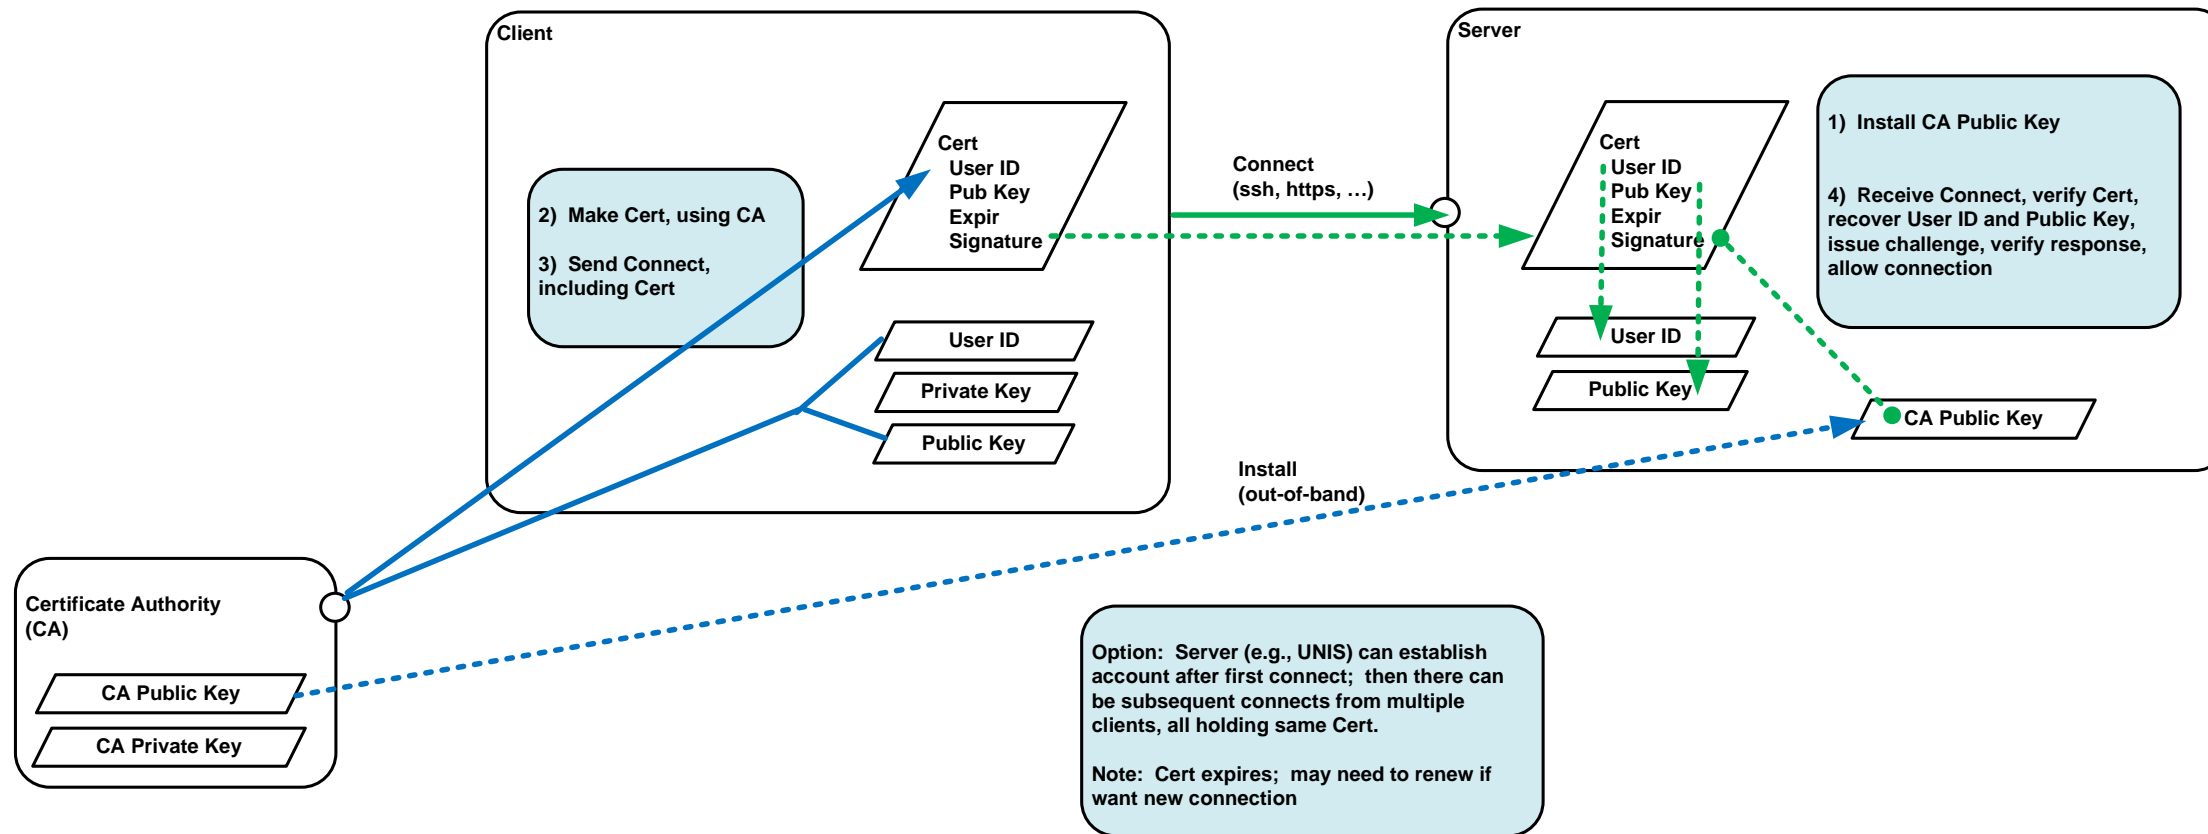 Client
Cert
User ID
Pub Key
Expir
Signature
2)  Make Cert, using CA
3)  Send Connect,
including Cert
User ID
Private Key
Public Key
Connect
(ssh, https, …)
Server
Cert
User ID
Pub Key
Expir
Signature
1)  Install CA Public Key
4)  Receive Connect, verify Cert,
recover User ID and Public Key,
issue challenge, verify response,
allow connection
User ID
Public Key
CA Public Key
Install
(out-of-band)
Certificate Authority
(CA)
CA Public Key
CA Private Key
Option:  Server (e.g., UNIS) can establish
account after first connect;  then there can
be subsequent connects from multiple
clients, all holding same Cert.
Note:  Cert expires;  may need to renew if
want new connection